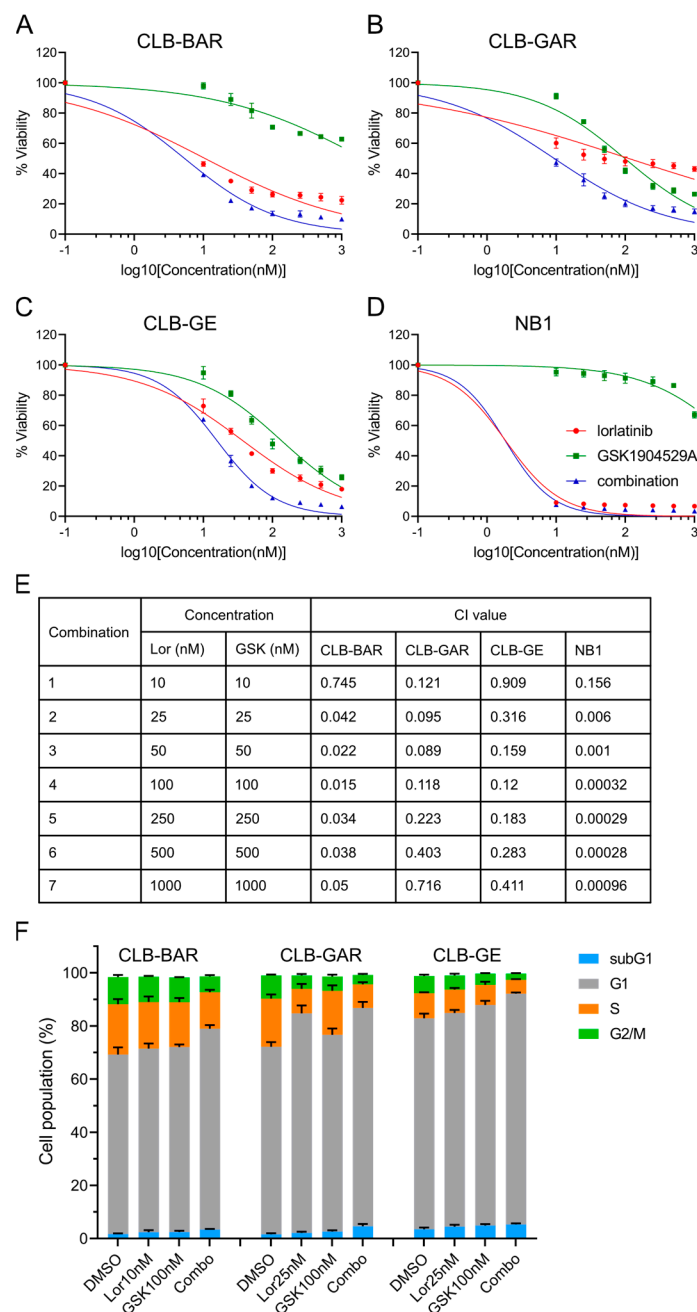 A
CLB-BAR
120
100
80
60
40
20
0
% Viability
-1
0
1
2
3
log10[Concentration(nM)]
B
CLB-GAR
120
100
80
60
40
20
0
% Viability
-1
0
1
2
3
log10[Concentration(nM)]
C
CLB-GE
120
100
80
60
40
20
0
% Viability
-1
0
1
2
3
log10[Concentration(nM)]
D
NB1
120
100
80
60
40
20
0
% Viability
lorlatinib
GSK1904529A
combination
-1
0
1
2
3
log10[Concentration(nM)]
E
Combination Concentration CI value
Lor (nM) GSK (nM) CLB-BAR CLB-GAR CLB-GE NB1
1 10 10 0.745 0.121 0.909 0.156
2 25 25 0.042 0.095 0.316 0.006
3 50 50 0.022 0.089 0.159 0.001
4 100 100 0.015 0.118 0.12 0.00032
5 250 250 0.034 0.223 0.183 0.00029
6 500 500 0.038 0.403 0.283 0.00028
7 1000 1000 0.05 0.716 0.411 0.00096
F
CLB-BAR CLB-GAR CLB-GE
100
80
60
40
20
0
Cell population (%)
subG1
G1
S
G2/M
DMSO
Lor10nM
GSK100nM
Combo
DMSO
Lor25nM
GSK100nM
Combo
DMSO
Lor25nM
GSK100nM
Combo